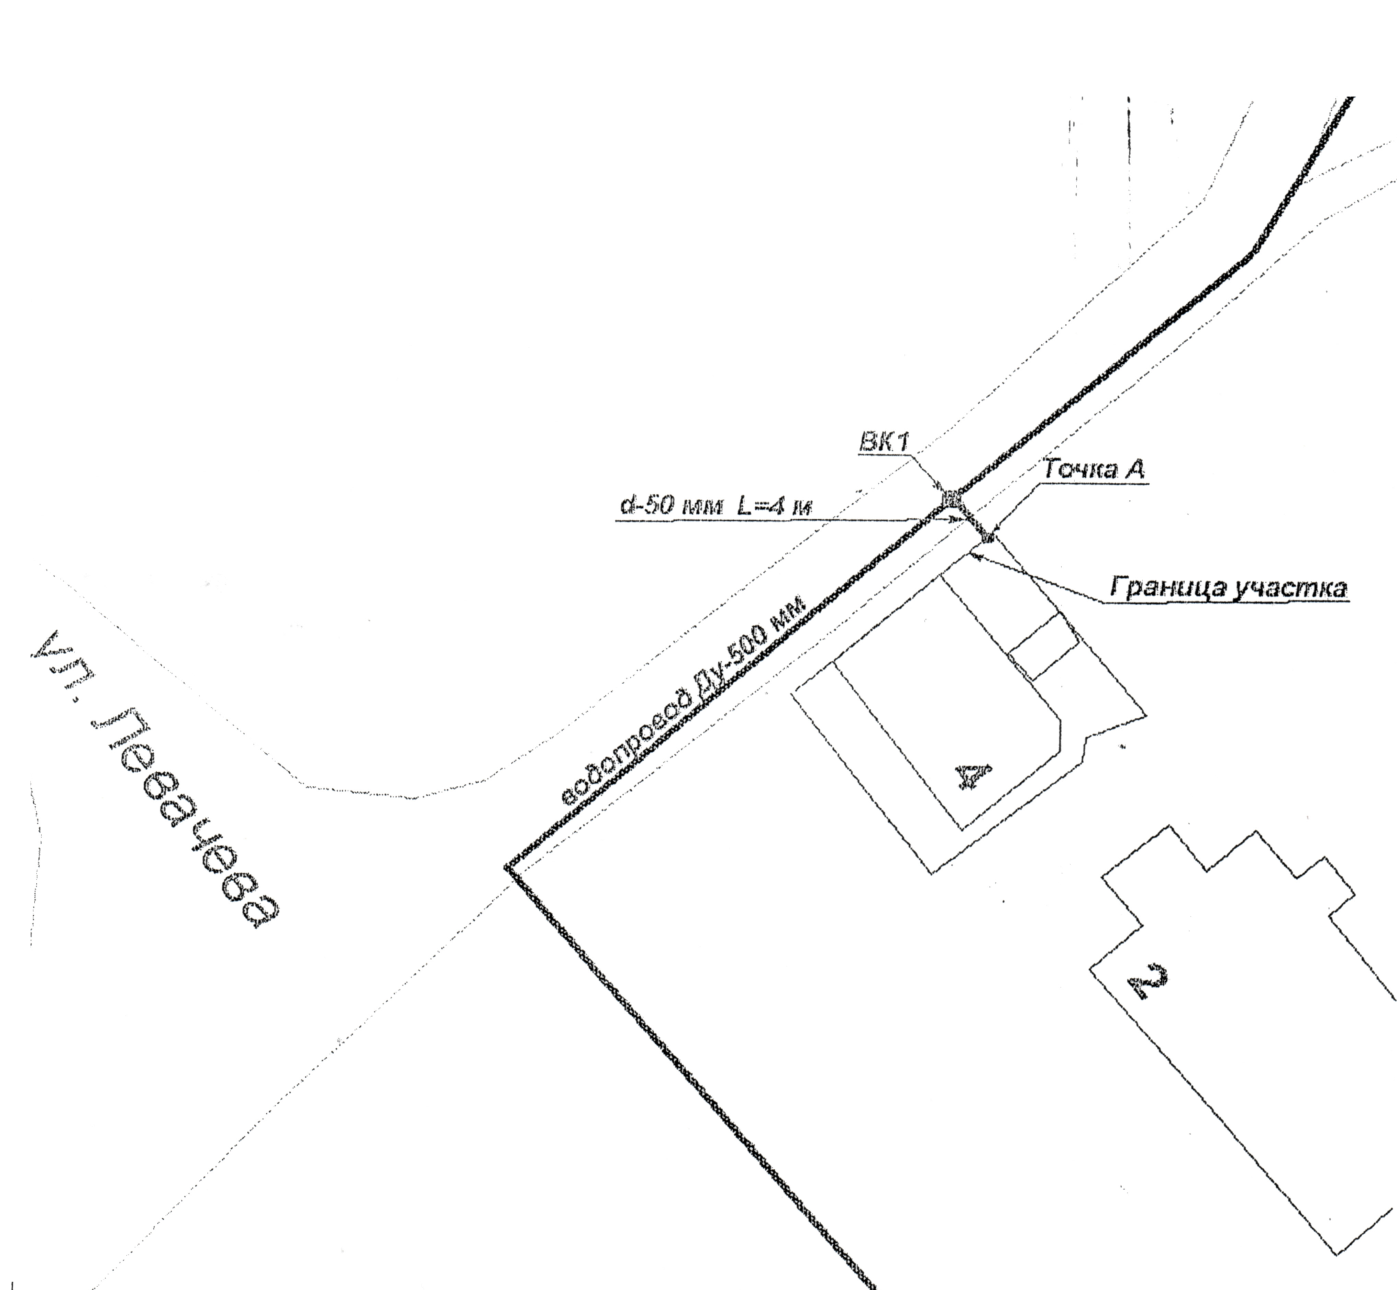 ВК1
Точка А
d-50 мм L=4 м
Граница участка
водопровод Ду-500 мм
ул. Левачева
4
2